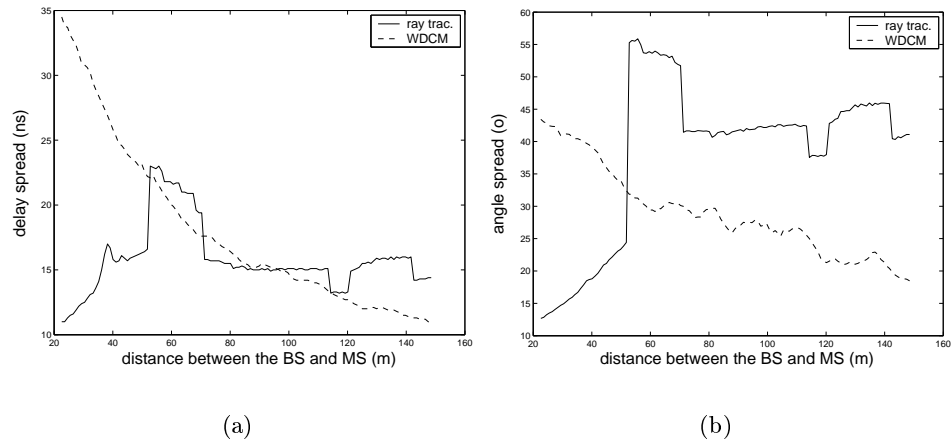 35
30
25
20
15
10
20 40 60 80 100 120 140 160
delay spread (ns)
distance between the BS and MS (m)
ray trac.
WDCM
(a)
60
55
50
45
40
35
30
25
20
15
10
20 40 60 80 100 120 140 160
angle spread (o)
distance between the BS and MS (m)
ray trac.
WDCM
(b)